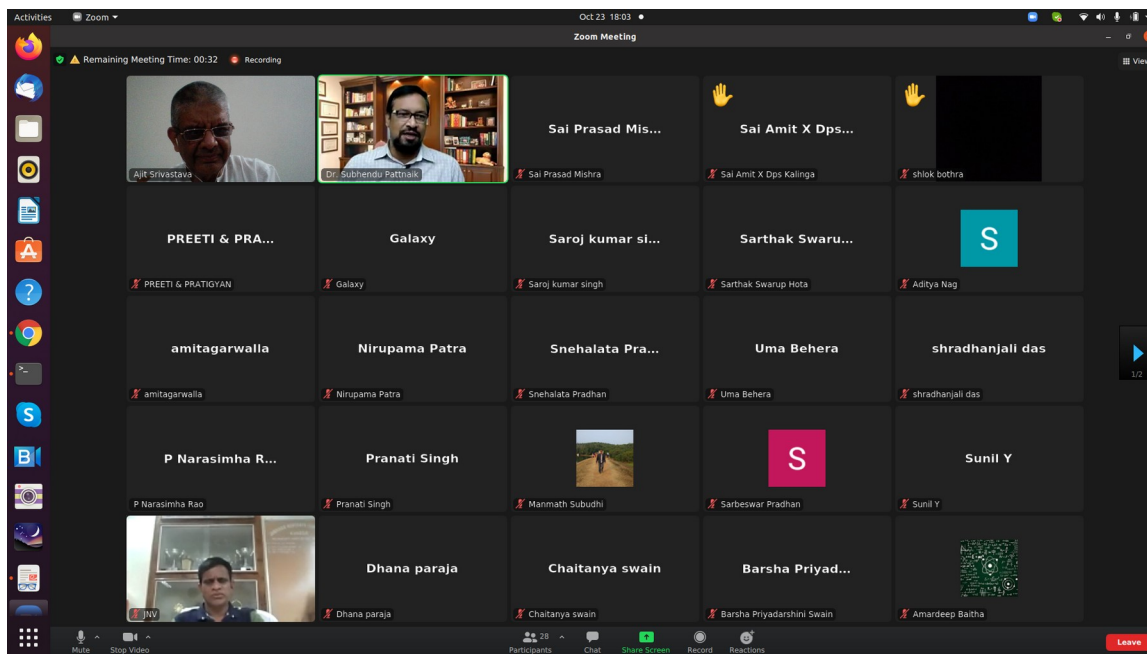 Activities
Zoom
Oct 23 18:03
Zoom Meeting
Remaining Meeting Time: 00:32
Recording
View
Ajit Srivastava
Dr. Subhendu Pattnaik
Sai Prasad Mis...
Sai Prasad Mishra
Sai Amit X Dps...
Sai Amit X Dps Kalinga
shlok bothra
PREETI & PRA...
PREETI & PRATIGYAN
Galaxy
Galaxy
Saroj kumar si...
Saroj kumar singh
Sarthak Swaru...
Sarthak Swarup Hota
S
Aditya Nag
amitagarwalla
amitagarwalla
Nirupama Patra
Nirupama Patra
Snehalata Pra...
Snehalata Pradhan
Uma Behera
Uma Behera
shradhanjali das
shradhanjali das
1/2
P Narasimha R...
P Narasimha Rao
Pranati Singh
Pranati Singh
Manmath Subudhi
S
Sarbeswar Pradhan
Sunil Y
Sunil Y
JNV
Dhana paraja
Dhana paraja
Chaitanya swain
Chaitanya swain
Barsha Priyad...
Barsha Priyadarshini Swain
Amardeep Baitha
Mute
Stop Video
28
Participants
Chat
Share Screen
Record
Reactions
Leave